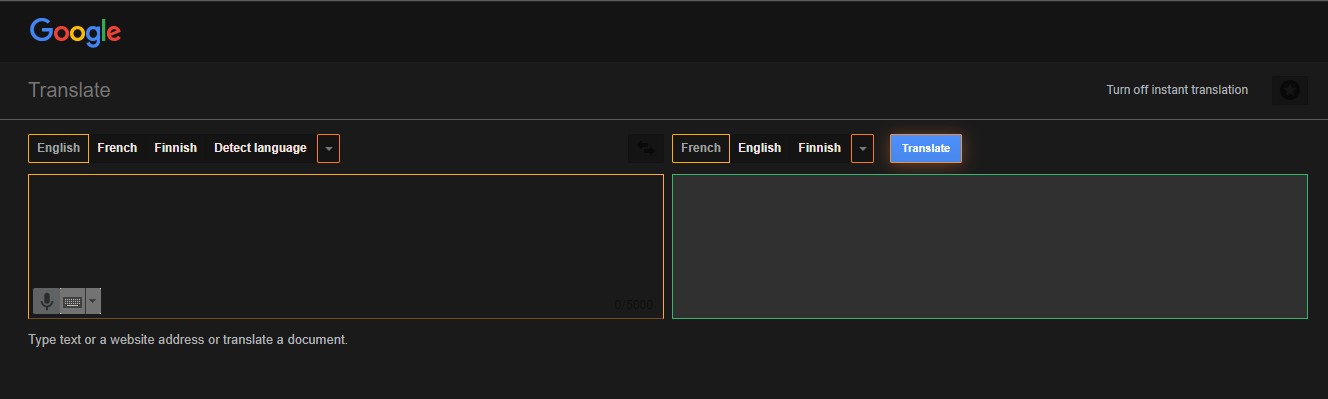 Google
Translate
Turn off instant translation
English French Finnish Detect language
French English Finnish Translate
0/5000
Type text or a website address or translate a document.